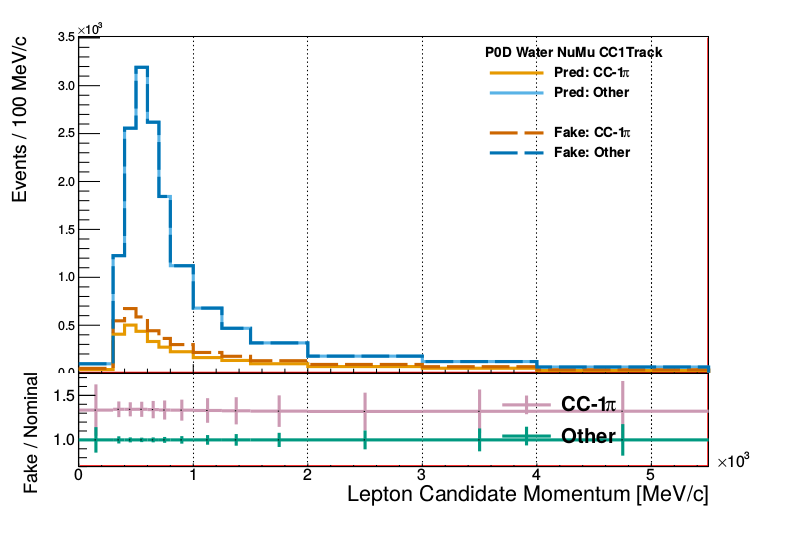 ×10³
P0D Water NuMu CC1Track
Pred: CC-1π
Pred: Other
Fake: CC-1π
Fake: Other
Events / 100 MeV/c
3.5
3.0
2.5
2.0
1.5
1.0
0.5
0.0
Fake / Nominal
1.5
1.0
CC-1π
Other
0 1 2 3 4 5
×10³
Lepton Candidate Momentum [MeV/c]